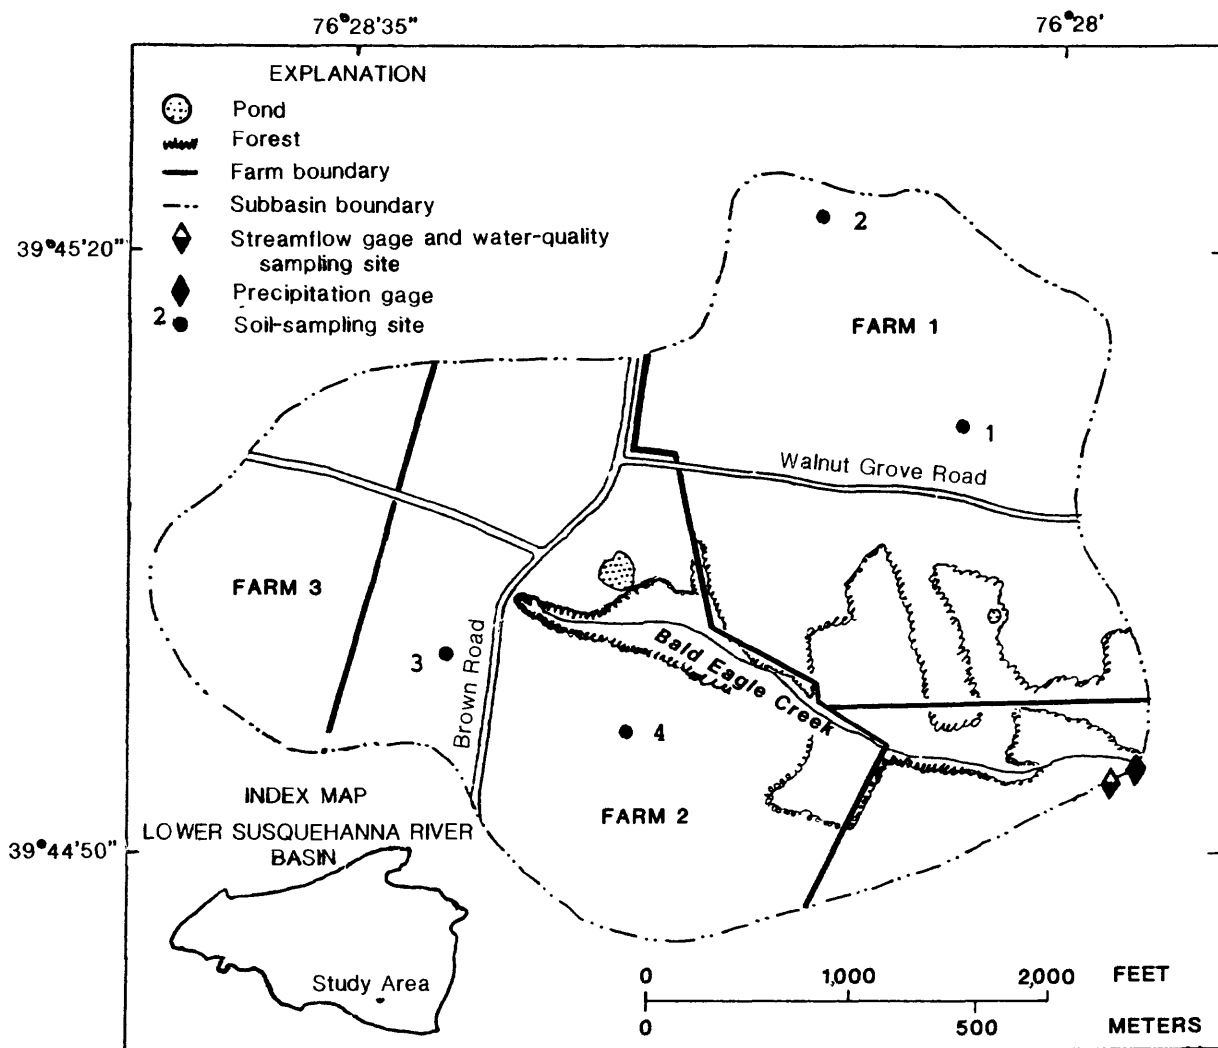 76°28'35" 76°28'
EXPLANATION
Pond
Forest
Farm boundary
Subbasin boundary
Streamflow gage and water-quality
sampling site
Precipitation gage
2 Soil-sampling site
39°45'20"
2
FARM 1
1
Walnut Grove Road
FARM 3
3
Brown Road
Bald Eagle Creek
4
FARM 2
INDEX MAP
LOWER SUSQUEHANNA RIVER
BASIN
39°44'50"
Study Area
0 1,000 2,000 FEET
0 500 METERS